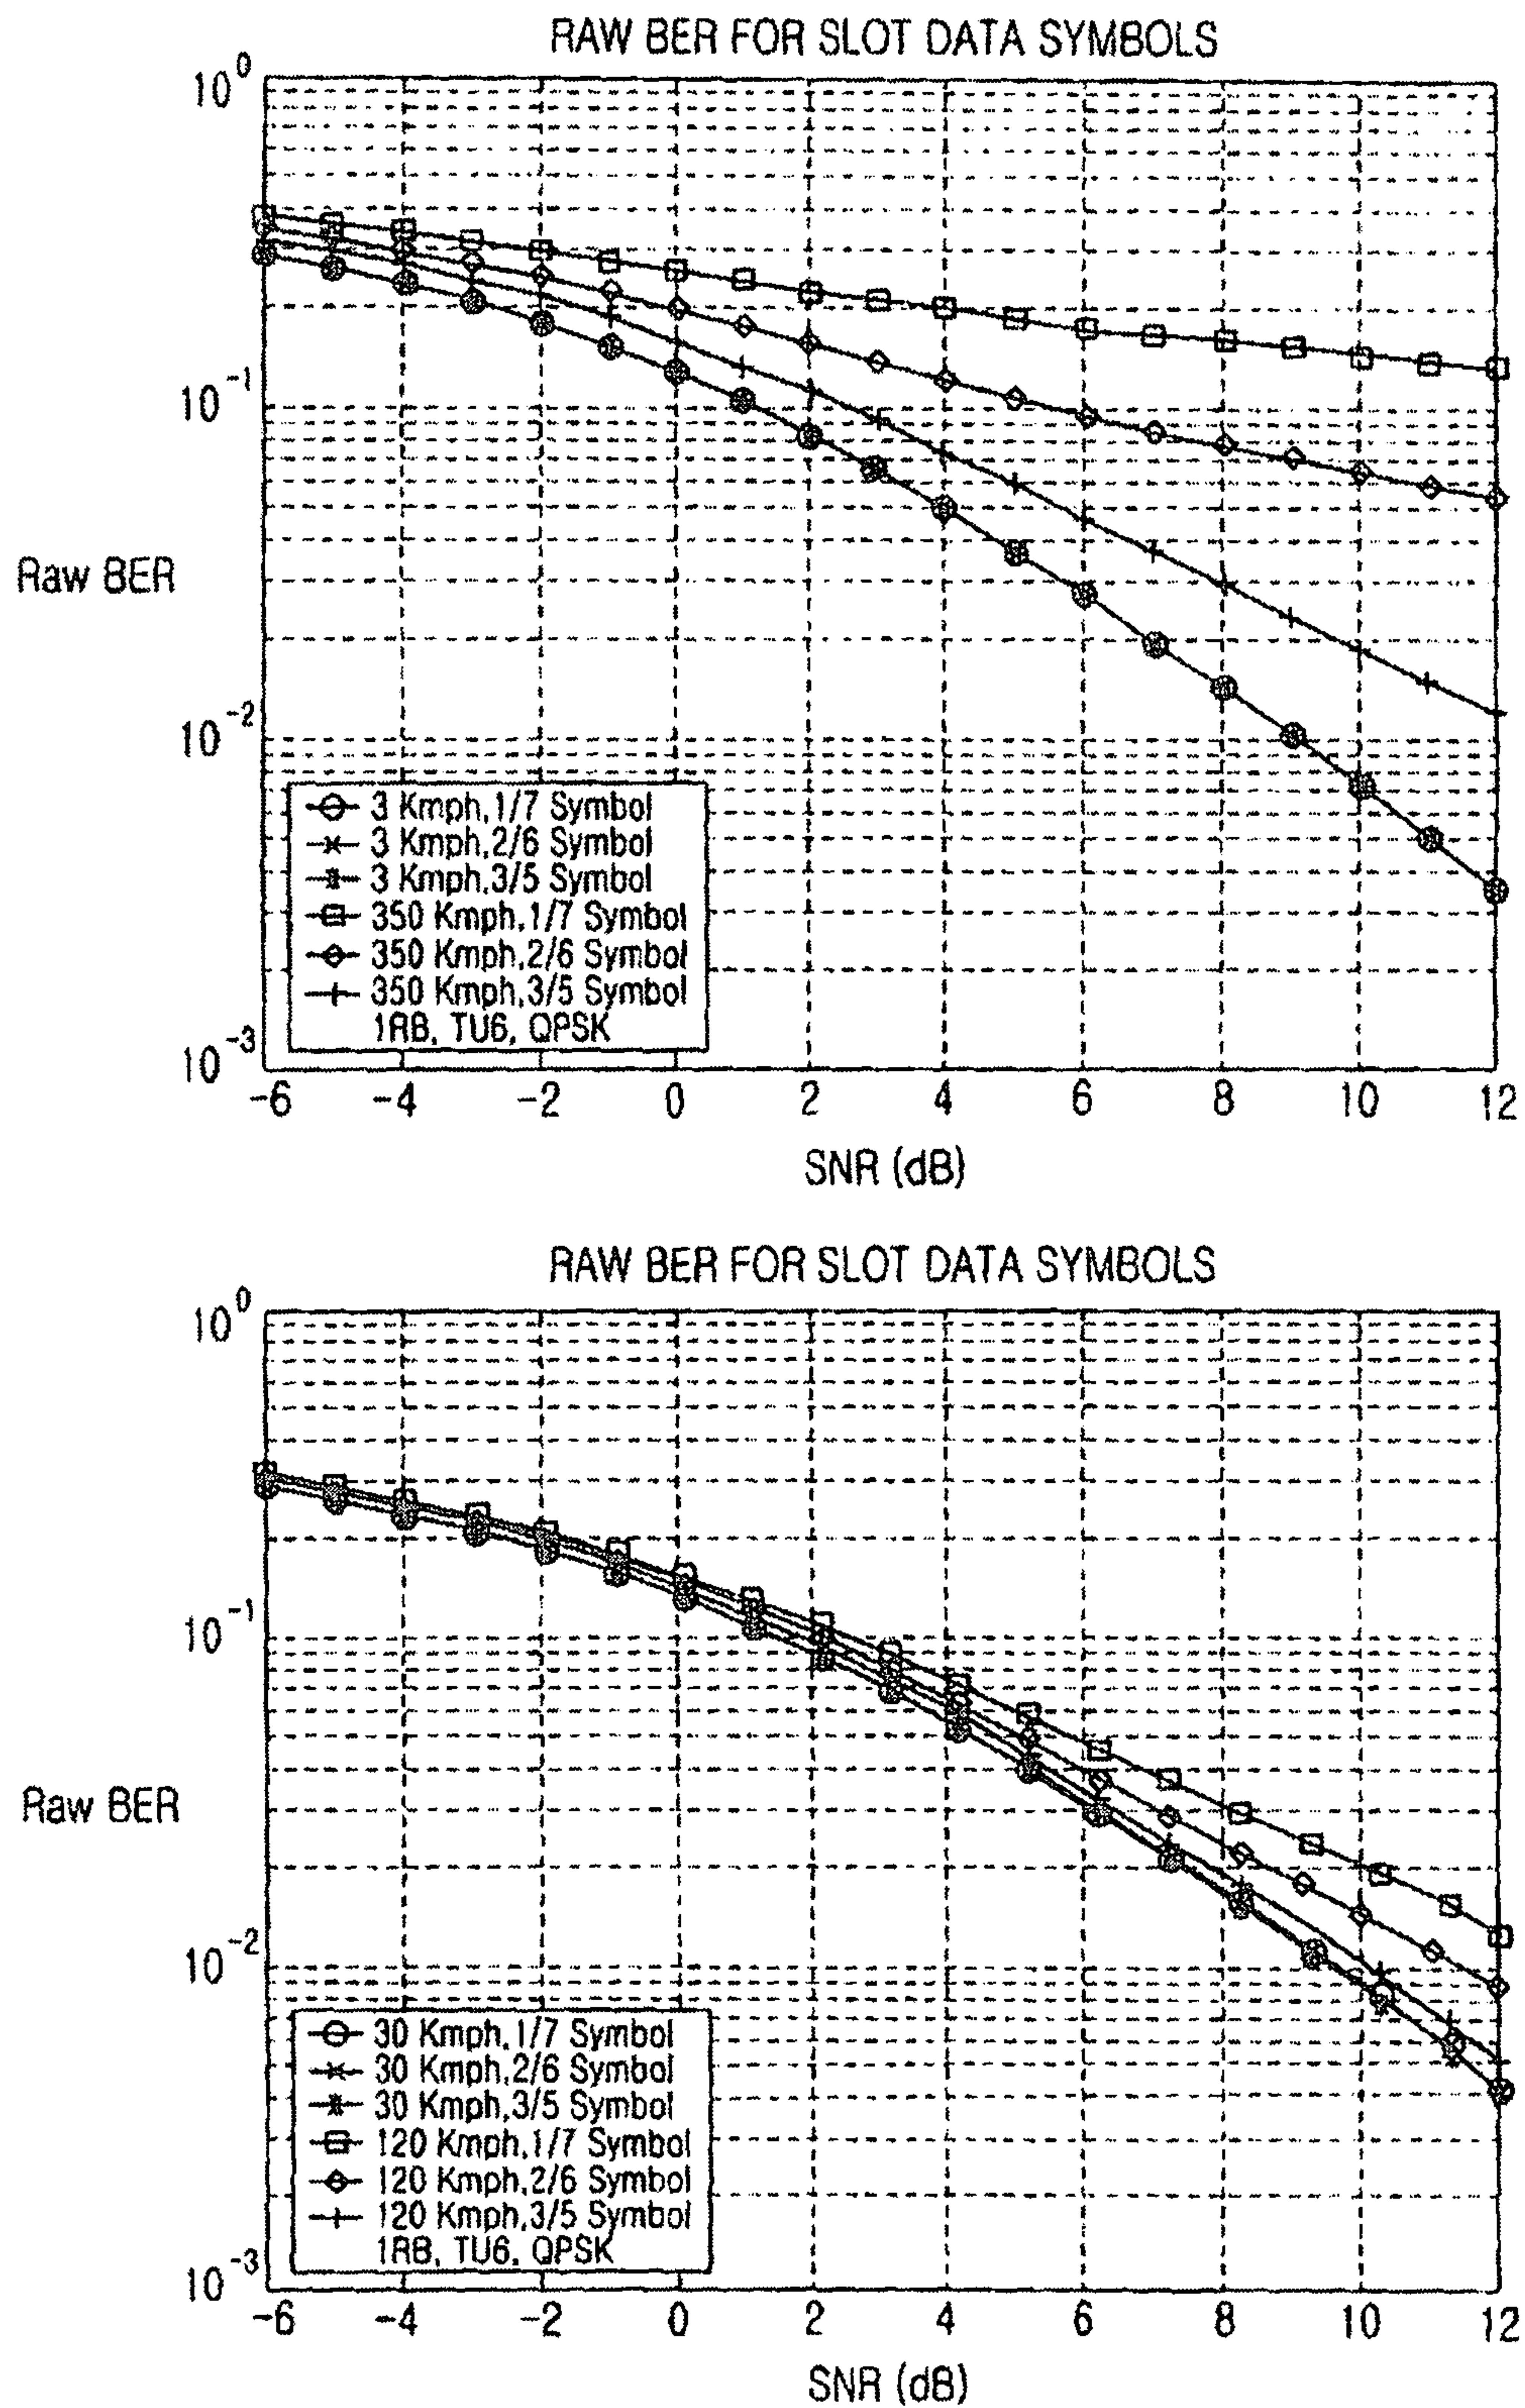 RAW BER FOR SLOT DATA SYMBOLS
10^0
10^-1
Raw BER
10^-2
3 Kmph,1/7 Symbol
3 Kmph,2/6 Symbol
3 Kmph,3/5 Symbol
350 Kmph,1/7 Symbol
350 Kmph,2/6 Symbol
350 Kmph,3/5 Symbol
1RB, TU6, QPSK
10^-3
-6 -4 -2 0 2 4 6 8 10 12
SNR (dB)
RAW BER FOR SLOT DATA SYMBOLS
10^0
10^-1
Raw BER
10^-2
30 Kmph,1/7 Symbol
30 Kmph,2/6 Symbol
30 Kmph,3/5 Symbol
120 Kmph,1/7 Symbol
120 Kmph,2/6 Symbol
120 Kmph,3/5 Symbol
1RB, TU6, QPSK
10^-3
-6 -4 -2 0 2 4 6 8 10 12
SNR (dB)